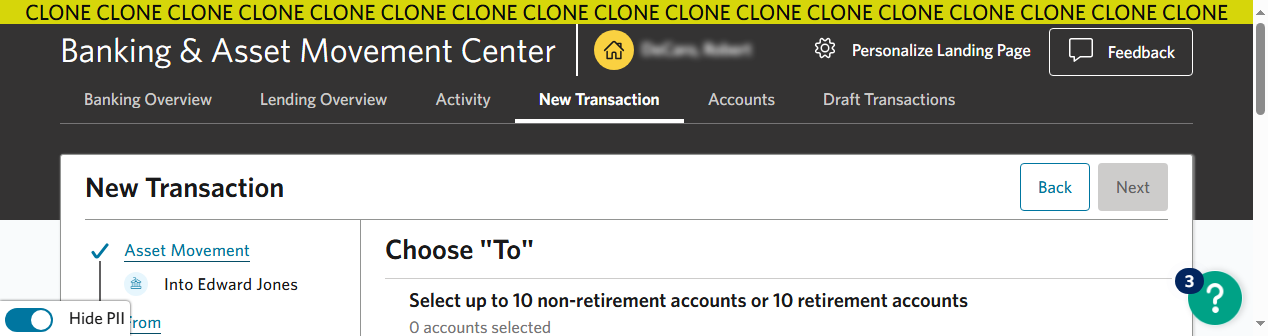 CLONE CLONE CLONE CLONE CLONE CLONE CLONE CLONE CLONE CLONE CLONE CLONE CLONE CLONE CLONE CLONE CLONE
Banking & Asset Movement Center
Personalize Landing Page
Feedback
Banking Overview
Lending Overview
Activity
New Transaction
Accounts
Draft Transactions
New Transaction
Back
Next
Asset Movement
Into Edward Jones
Choose "To"
Select up to 10 non-retirement accounts or 10 retirement accounts
0 accounts selected
3
?
Hide PII